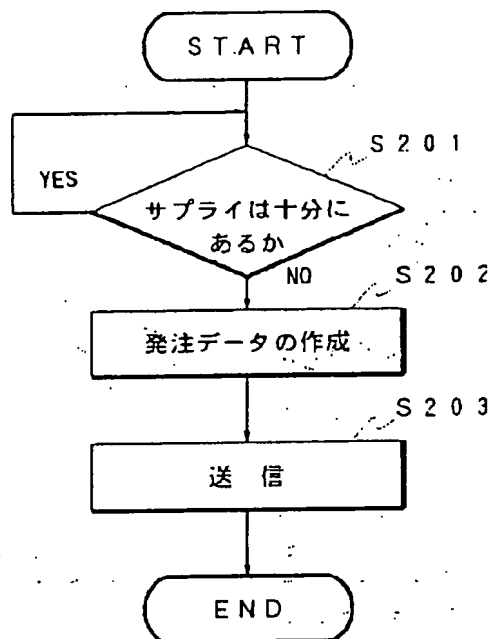 START
S201
YES
サプライは十分に
あるか
NO
S202
発注データの作成
S203
送信
END